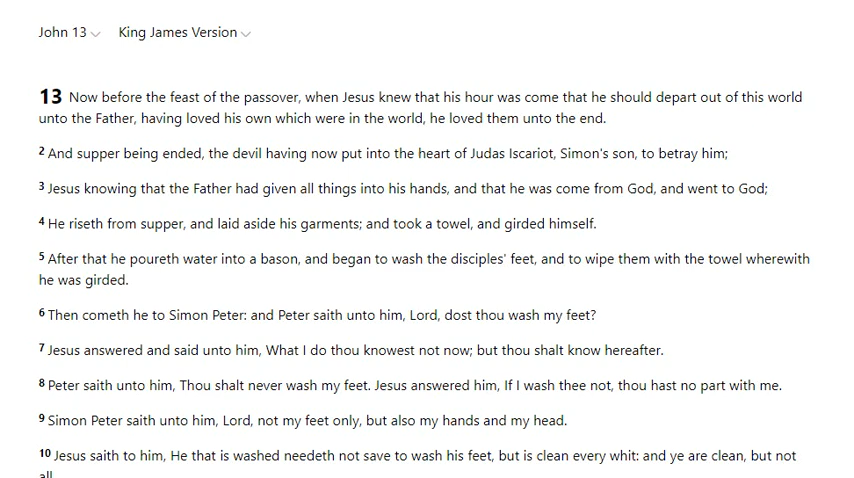 John 13 King James Version
13 Now before the feast of the passover, when Jesus knew that his hour was come that he should depart out of this world
unto the Father, having loved his own which were in the world, he loved them unto the end.
2 And supper being ended, the devil having now put into the heart of Judas Iscariot, Simon's son, to betray him;
3 Jesus knowing that the Father had given all things into his hands, and that he was come from God, and went to God;
4 He riseth from supper, and laid aside his garments; and took a towel, and girded himself.
5 After that he poureth water into a bason, and began to wash the disciples' feet, and to wipe them with the towel wherewith
he was girded.
6 Then cometh he to Simon Peter: and Peter saith unto him, Lord, dost thou wash my feet?
7 Jesus answered and said unto him, What I do thou knowest not now; but thou shalt know hereafter.
8 Peter saith unto him, Thou shalt never wash my feet. Jesus answered him, If I wash thee not, thou hast no part with me.
9 Simon Peter saith unto him, Lord, not my feet only, but also my hands and my head.
10 Jesus saith to him, He that is washed needeth not save to wash his feet, but is clean every whit: and ye are clean, but not
all